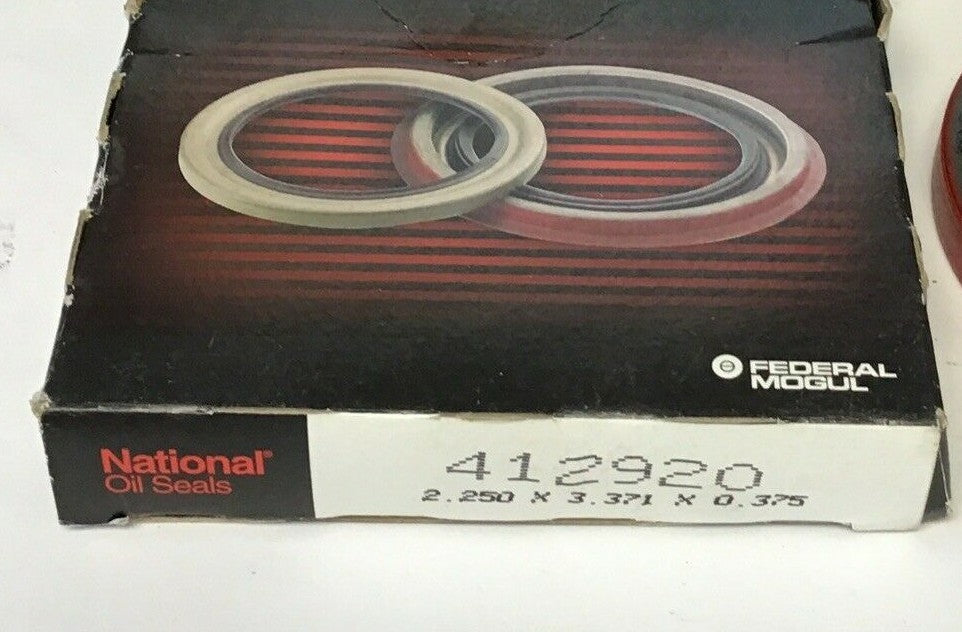 FEDERAL
MOGUL
National®
Oil Seals
412920
2.250 X 3.371 X 0.375